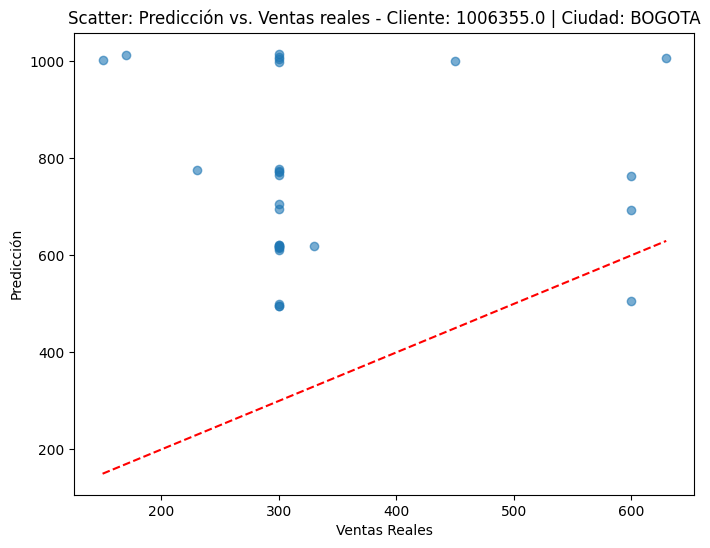 Scatter: Predicción vs. Ventas reales - Cliente: 1006355.0 | Ciudad: BOGOTA
1000
800
600
400
200
Predicción
200 300 400 500 600
Ventas Reales